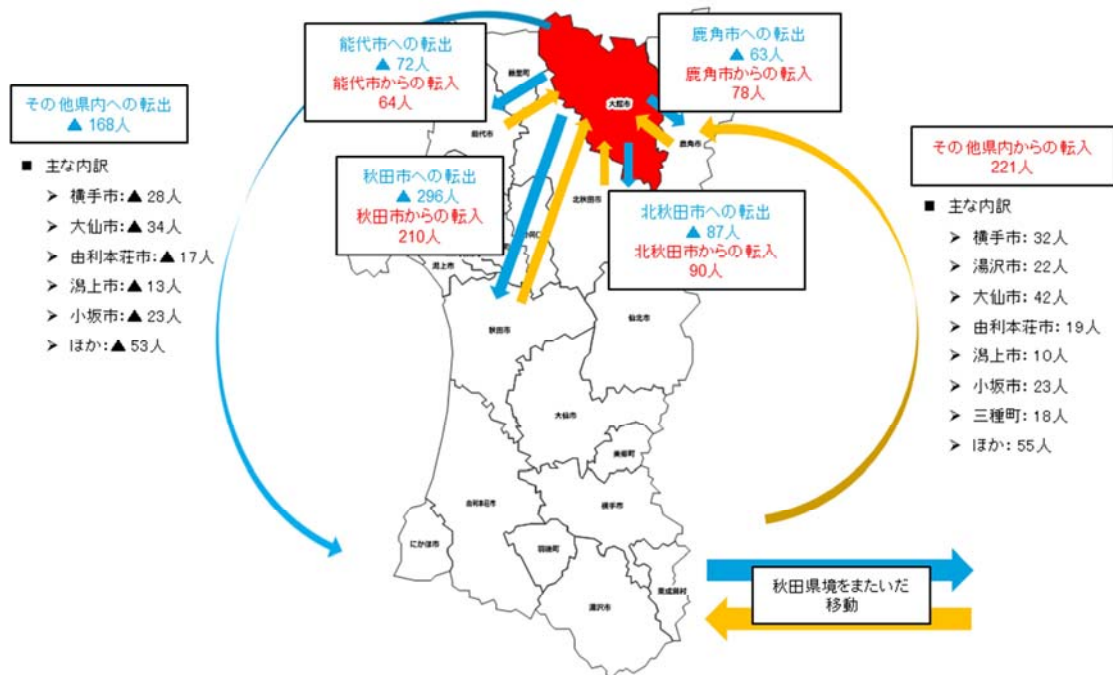 能代市への転出
▲ 72人
能代市からの転入
64人
鹿角市への転出
▲ 63人
鹿角市からの転入
78人
その他県内への転出
▲ 168人
■ 主な内訳
➢ 横手市:▲ 28人
➢ 大仙市:▲ 34人
➢ 由利本荘市:▲ 17人
➢ 潟上市:▲ 13人
➢ 小坂市:▲ 23人
➢ ほか:▲ 53人
秋田市への転出
▲ 296人
秋田市からの転入
210人
北秋田市への転出
▲ 87人
北秋田市からの転入
90人
その他県内からの転入
221人
■ 主な内訳
➢ 横手市: 32人
➢ 湯沢市: 22人
➢ 大仙市: 42人
➢ 由利本荘市: 19人
➢ 潟上市: 10人
➢ 小坂市: 23人
➢ 三種町: 18人
➢ ほか: 55人
大館市
能代市
鹿角市
北秋田市
潟上市
秋田市
仙北市
大仙市
美郷町
由利本荘市
横手市
にかほ市
羽後町
東成瀬村
湯沢市
秋田県境をまたいだ
移動